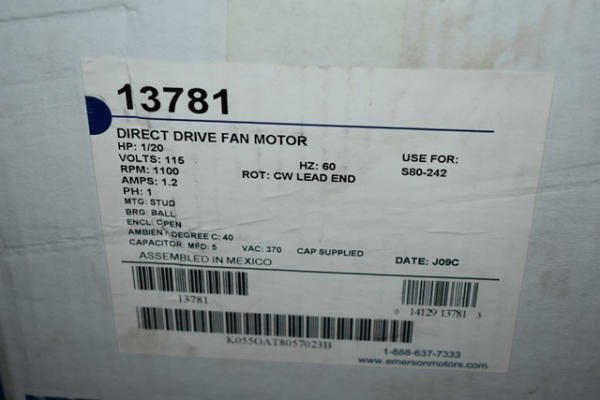 13781
DIRECT DRIVE FAN MOTOR
HP: 1/20
VOLTS: 115 HZ: 60 USE FOR:
RPM: 1100 ROT: CW LEAD END S80-242
AMPS: 1.2
PH: 1
MTG: STUD
BRG: BALL
ENCL: OPEN
AMBIENT DEGREE C: 40
CAPACITOR: MFD: 5 VAC: 370 CAP SUPPLIED DATE: J09C
ASSEMBLED IN MEXICO
13781 0 14129 13781 3
K055GAT8057023B
1-888-637-7333
www.emersonmotors.com